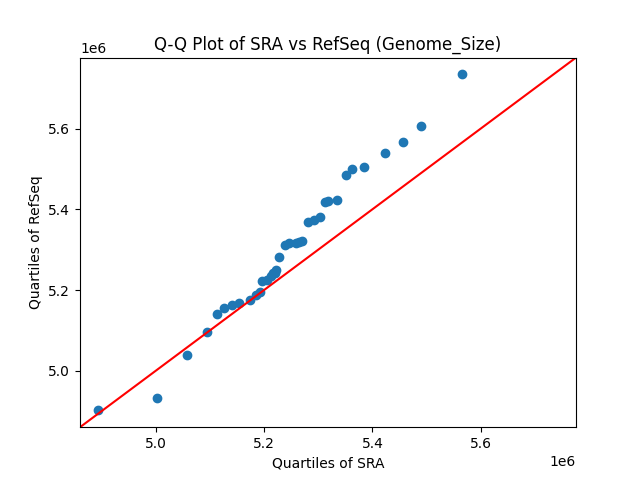 Q-Q Plot of SRA vs RefSeq (Genome_Size)
1e6
5.6
5.4
5.2
5.0
Quartiles of RefSeq
5.0 5.2 5.4 5.6
1e6
Quartiles of SRA